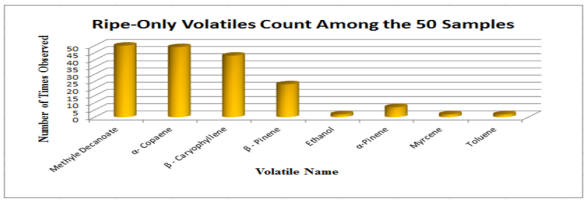 Ripe-Only Volatiles Count Among the 50 Samples
Number of Times Observed
50
45
40
35
30
25
20
15
10
5
0
Methyle Decanoate
α- Copaene
β - Caryophyllene
β - Pinene
Ethanol
α-Pinene
Myrcene
Toluene
Volatile Name